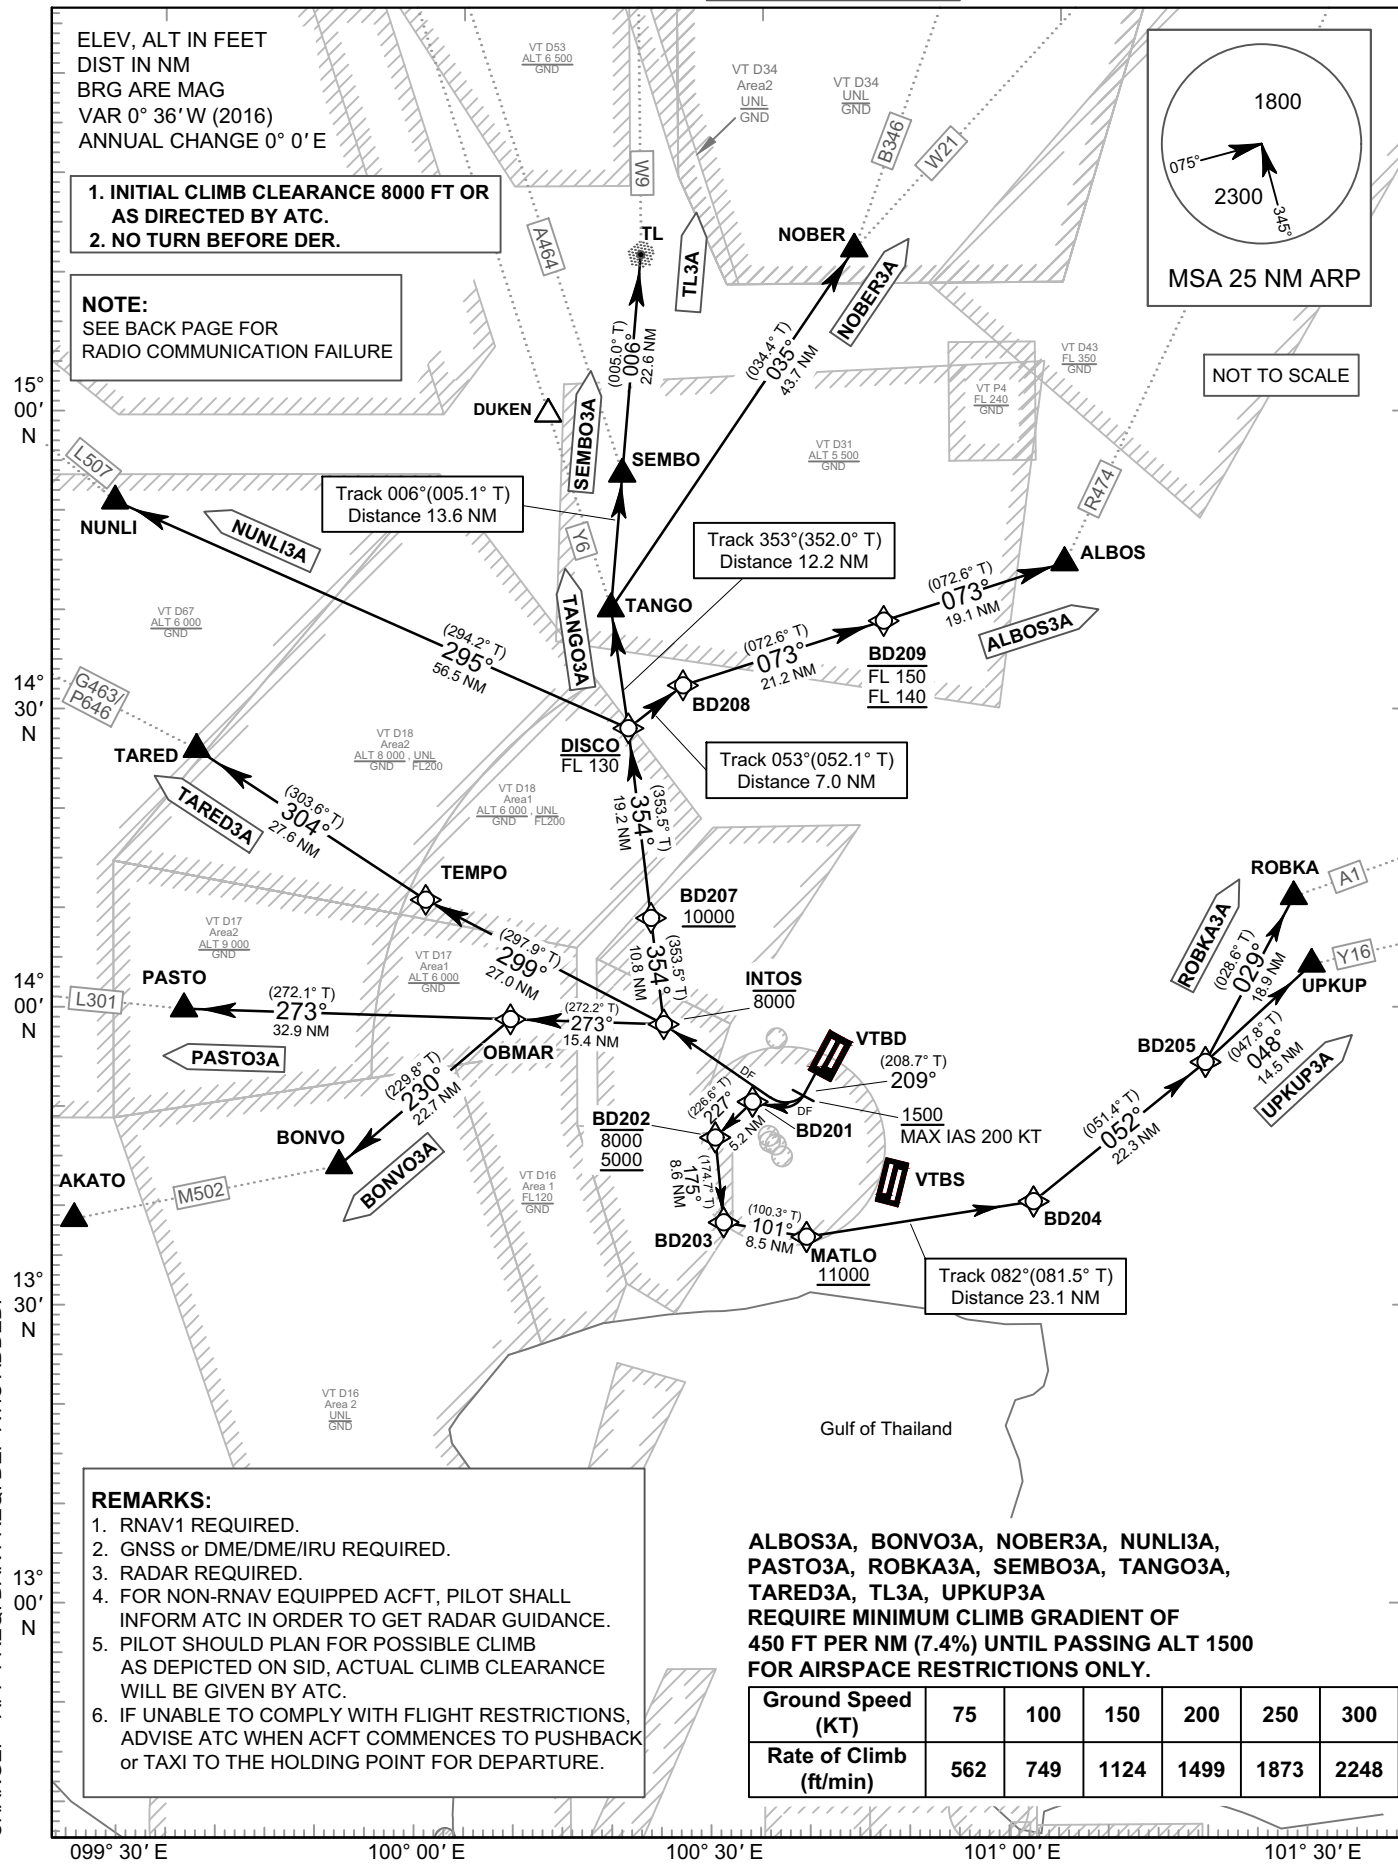 ELEV, ALT IN FEET
DIST IN NM
BRG ARE MAG
VAR 0° 36′ W (2016)
ANNUAL CHANGE 0° 0′ E
1. INITIAL CLIMB CLEARANCE 8000 FT OR
AS DIRECTED BY ATC.
2. NO TURN BEFORE DER.
NOTE:
SEE BACK PAGE FOR
RADIO COMMUNICATION FAILURE
VT D53
ALT 6 500
GND
VT D34
Area2
UNL
GND
VT D34
UNL
GND
B346
W21
W9
A464
1800
075°
2300
345°
MSA 25 NM ARP
NOT TO SCALE
TL
TL3A
NOBER
NOBER3A
(005.0° T)
006°
22.6 NM
(034.4° T)
035°
43.7 NM
VT D43
FL 350
GND
VT P4
FL 240
GND
VT D31
ALT 5 500
GND
15°
00′
N
DUKEN
SEMBO3A
SEMBO
L507
NUNLI
NUNLI3A
Track 006°(005.1° T)
Distance 13.6 NM
Y6
Track 353°(352.0° T)
Distance 12.2 NM
R474
ALBOS
TANGO
TANGO3A
(072.6° T)
073°
19.1 NM
ALBOS3A
VT D67
ALT 6 000
GND
(294.2° T)
295°
56.5 NM
(072.6° T)
073°
21.2 NM
BD209
FL 150
FL 140
G463/
P646
14°
30′
N
BD208
DISCO
FL 130
Track 053°(052.1° T)
Distance 7.0 NM
TARED
TARED3A
VT D18
Area2
ALT 8 000 , UNL
GND FL200
VT D18
Area1
ALT 6 000 , UNL
GND FL200
(303.6° T)
304°
27.6 NM
(353.5° T)
354°
19.2 NM
TEMPO
BD207
10000
ROBKA
A1
ROBKA3A
VT D17
Area2
ALT 9 000
GND
VT D17
Area1
ALT 6 000
GND
(297.9° T)
299°
27.0 NM
(353.5° T)
354°
10.8 NM
INTOS
8000
(028.6° T)
029°
18.9 NM
Y16
UPKUP
14°
00′
N
L301
PASTO
(272.1° T)
273°
32.9 NM
PASTO3A
OBMAR
(272.2° T)
273°
15.4 NM
VTBD
(208.7° T)
209°
BD205
(047.8° T)
048°
14.5 NM
UPKUP3A
DF
DF
(229.8° T)
230°
22.7 NM
(226.6° T)
227°
5.2 NM
BD201
1500
MAX IAS 200 KT
BD202
8000
5000
(051.4° T)
052°
22.3 NM
BONVO
BONVO3A
AKATO
M502
VT D16
Area 1
FL120
GND
(174.7° T)
175°
8.6 NM
VTBS
BD203
(100.3° T)
101°
8.5 NM
MATLO
11000
BD204
Track 082°(081.5° T)
Distance 23.1 NM
13°
30′
N
VT D16
Area 2
UNL
GND
Gulf of Thailand
REMARKS:
1. RNAV1 REQUIRED.
2. GNSS or DME/DME/IRU REQUIRED.
3. RADAR REQUIRED.
4. FOR NON-RNAV EQUIPPED ACFT, PILOT SHALL
INFORM ATC IN ORDER TO GET RADAR GUIDANCE.
5. PILOT SHOULD PLAN FOR POSSIBLE CLIMB
AS DEPICTED ON SID, ACTUAL CLIMB CLEARANCE
WILL BE GIVEN BY ATC.
6. IF UNABLE TO COMPLY WITH FLIGHT RESTRICTIONS,
ADVISE ATC WHEN ACFT COMMENCES TO PUSHBACK
or TAXI TO THE HOLDING POINT FOR DEPARTURE.
13°
00′
N
ALBOS3A, BONVO3A, NOBER3A, NUNLI3A,
PASTO3A, ROBKA3A, SEMBO3A, TANGO3A,
TARED3A, TL3A, UPKUP3A
REQUIRE MINIMUM CLIMB GRADIENT OF
450 FT PER NM (7.4%) UNTIL PASSING ALT 1500
FOR AIRSPACE RESTRICTIONS ONLY.
Ground Speed (KT) 75 100 150 200 250 300
Rate of Climb (ft/min) 562 749 1124 1499 1873 2248
099° 30′ E 100° 00′ E 100° 30′ E 101° 00′ E 101° 30′ E